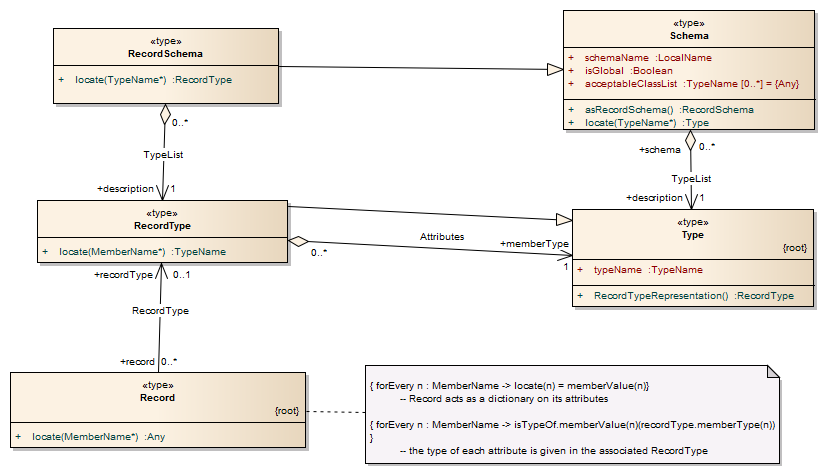 «type»
RecordSchema
+ locate(TypeName*) :RecordType
«type»
Schema
+ schemaName :LocalName
+ isGlobal :Boolean
+ acceptableClassList :TypeName [0..*] = {Any}
+ asRecordSchema() :RecordSchema
+ locate(TypeName*) :Type
0..*
TypeList
+description 1
+schema 0..*
TypeList
+description 1
«type»
RecordType
+ locate(MemberName*) :TypeName
0..*
Attributes
+memberType
1
«type»
Type
{root}
+ typeName :TypeName
+ RecordTypeRepresentation() :RecordType
+recordType 0..1
RecordType
+record 0..*
«type»
Record
{root}
+ locate(MemberName*) :Any
{ forEvery n : MemberName -> locate(n) = memberValue(n)}
-- Record acts as a dictionary on its attributes
{ forEvery n : MemberName -> isTypeOf.memberValue(n)(recordType.memberType(n))
}
-- the type of each attribute is given in the associated RecordType